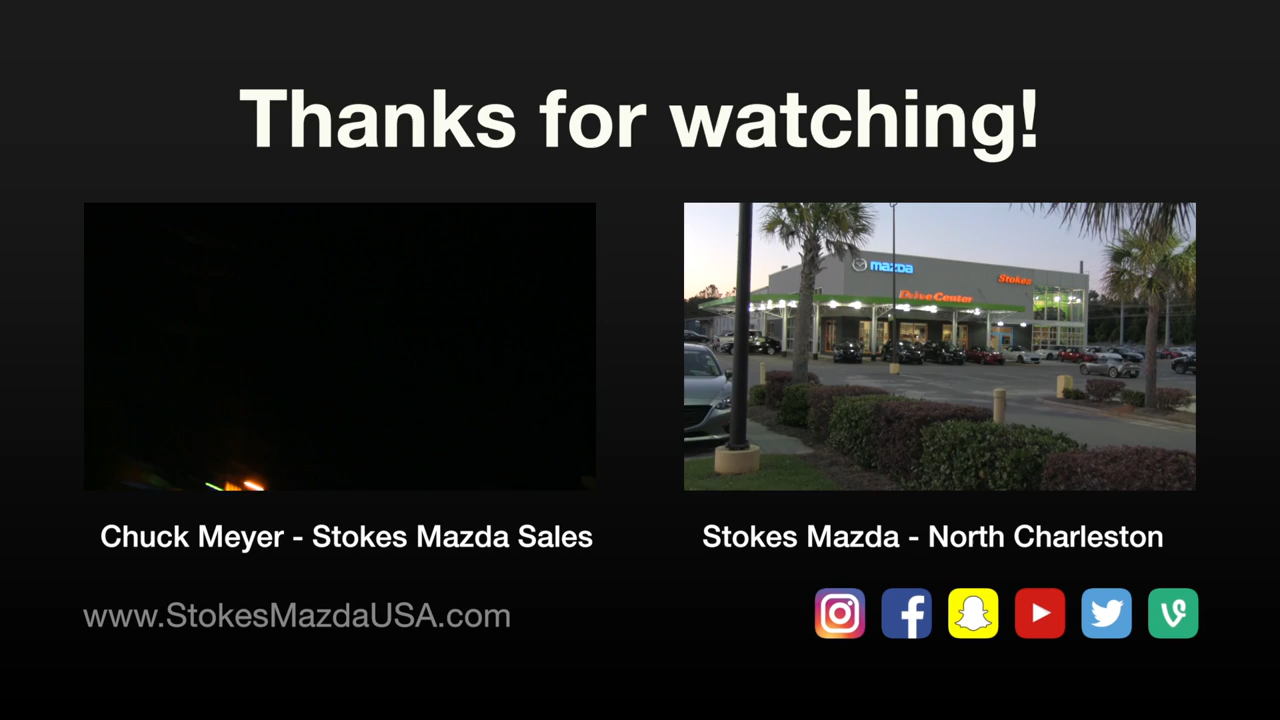 Thanks for watching!
mazda
Stokes
Drive Center
Chuck Meyer - Stokes Mazda Sales
Stokes Mazda - North Charleston
www.StokesMazdaUSA.com